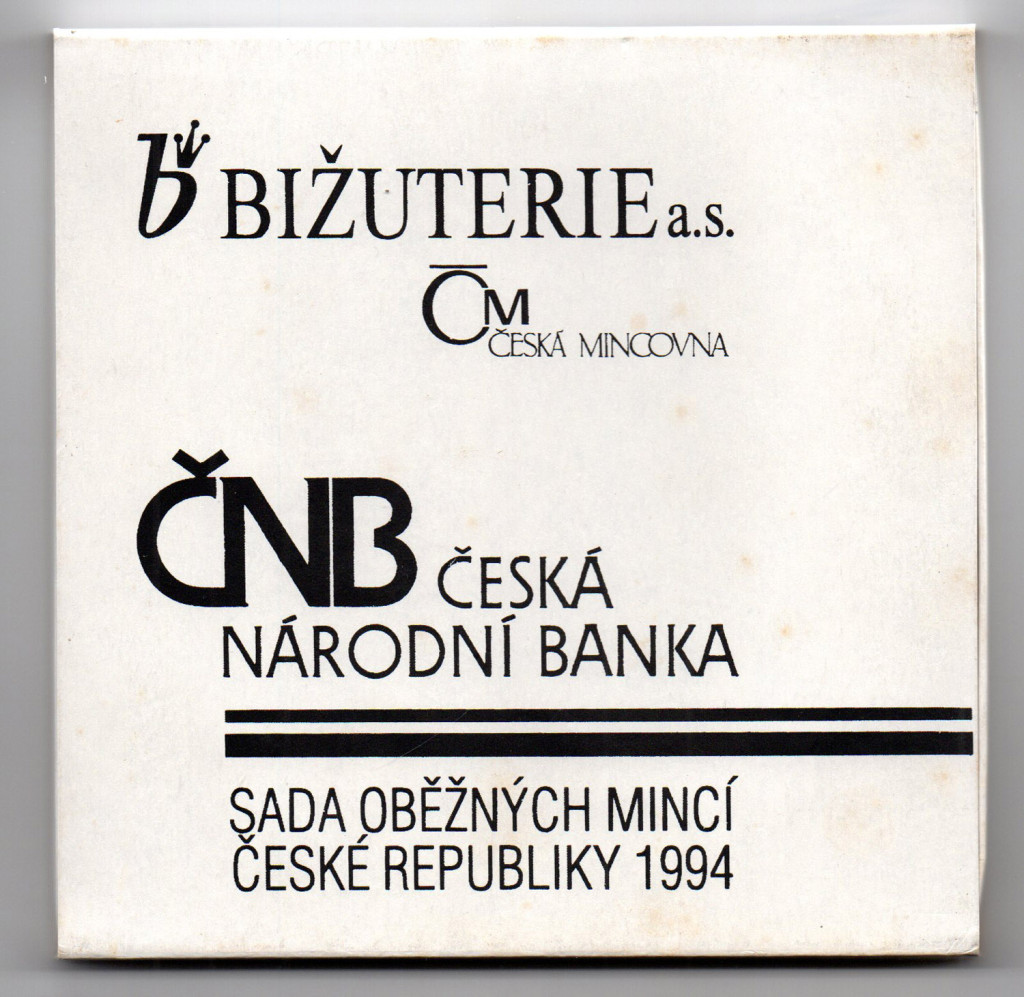 b BIŽUTERIE a.s.
ČM
ČESKÁ MINCOVNA
ČNB ČESKÁ
NÁRODNÍ BANKA
SADA OBĚŽNÝCH MINCÍ
ČESKÉ REPUBLIKY 1994